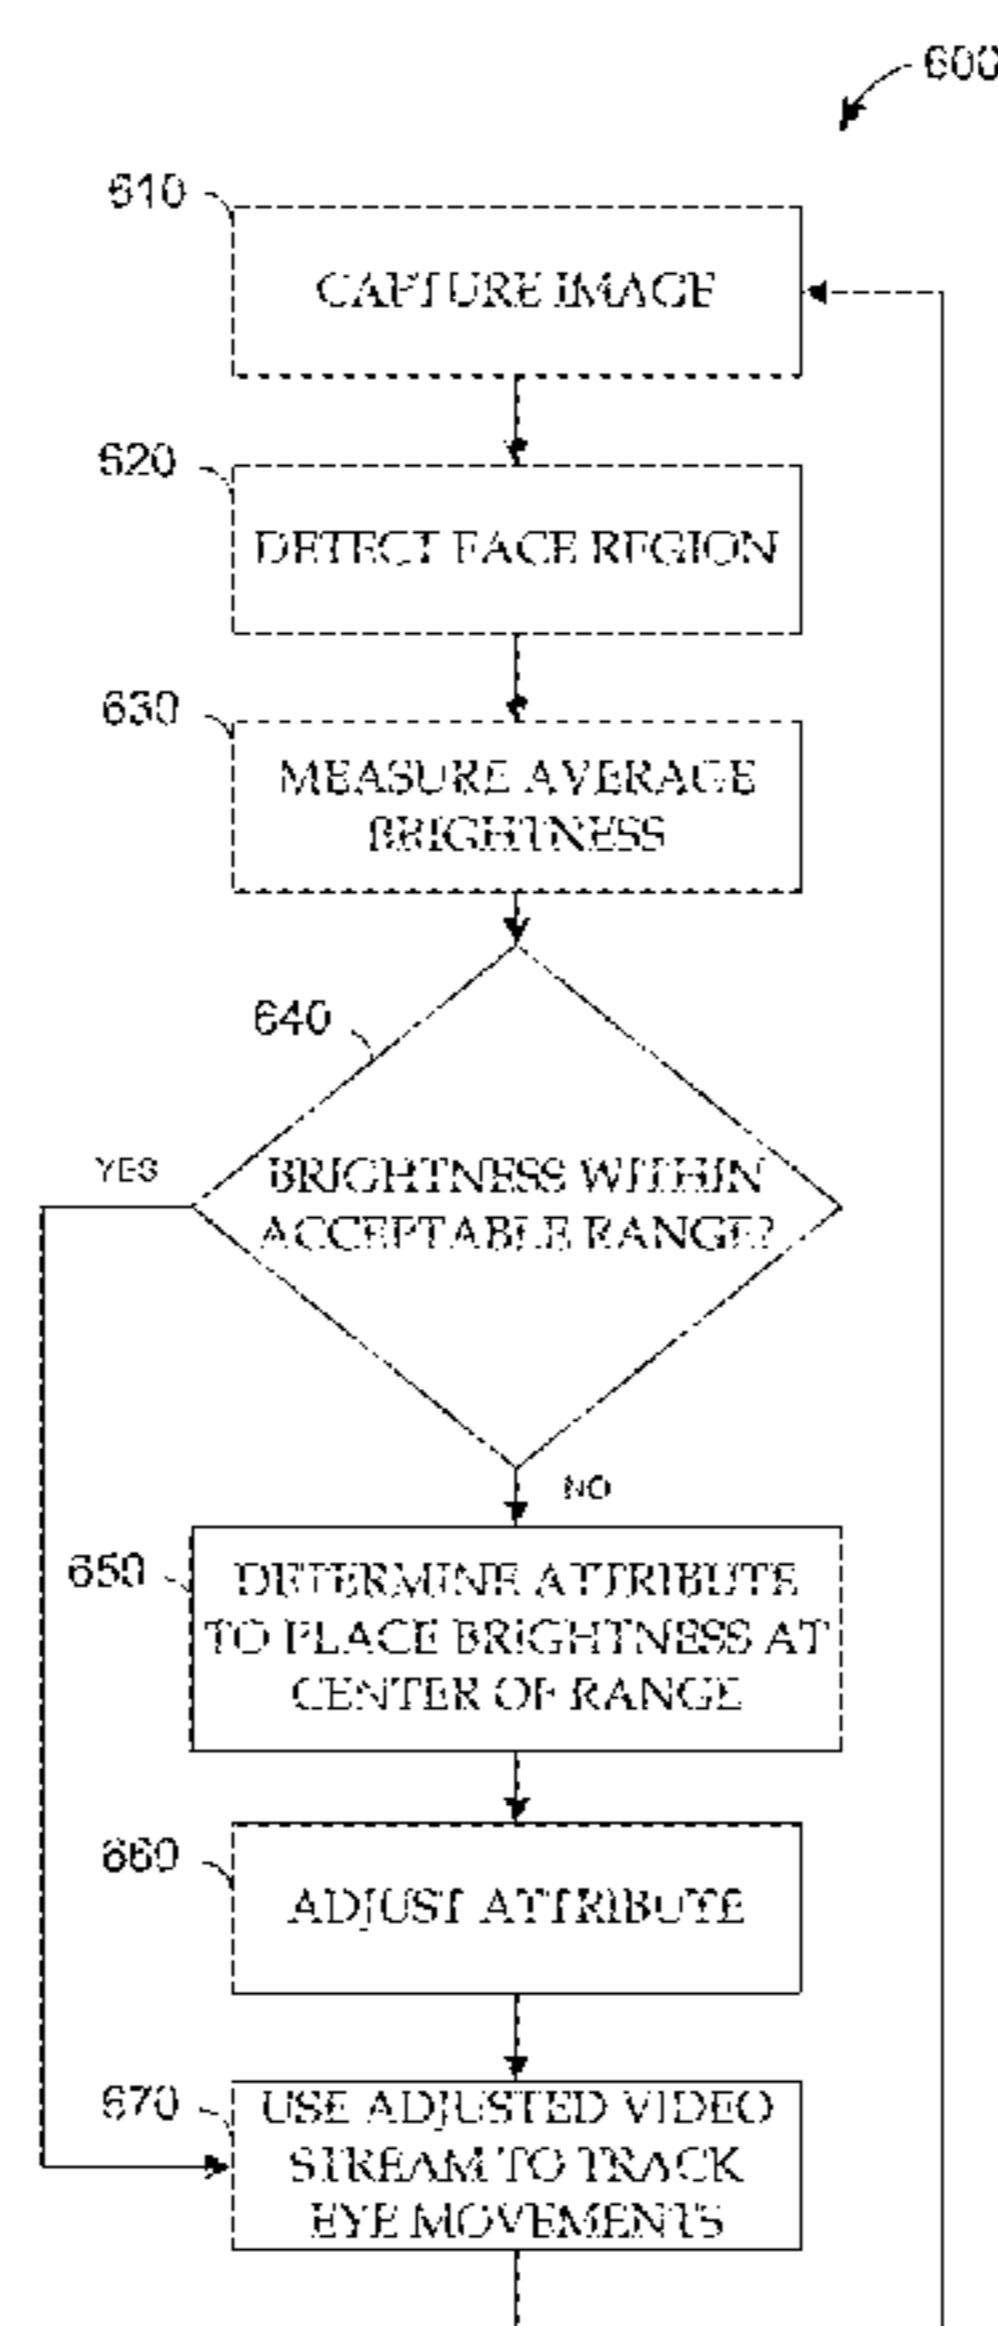 600
610
CAPTURE IMAGE
620
DETECT FACE REGION
630
MEASURE AVERAGE
BRIGHTNESS
640
YES
BRIGHTNESS WITHIN
ACCEPTABLE RANGE?
NO
650
DETERMINE ATTRIBUTE
TO PLACE BRIGHTNESS AT
CENTER OF RANGE
660
ADJUST ATTRIBUTE
670
USE ADJUSTED VIDEO
STREAM TO TRACK
EYE MOVEMENTS